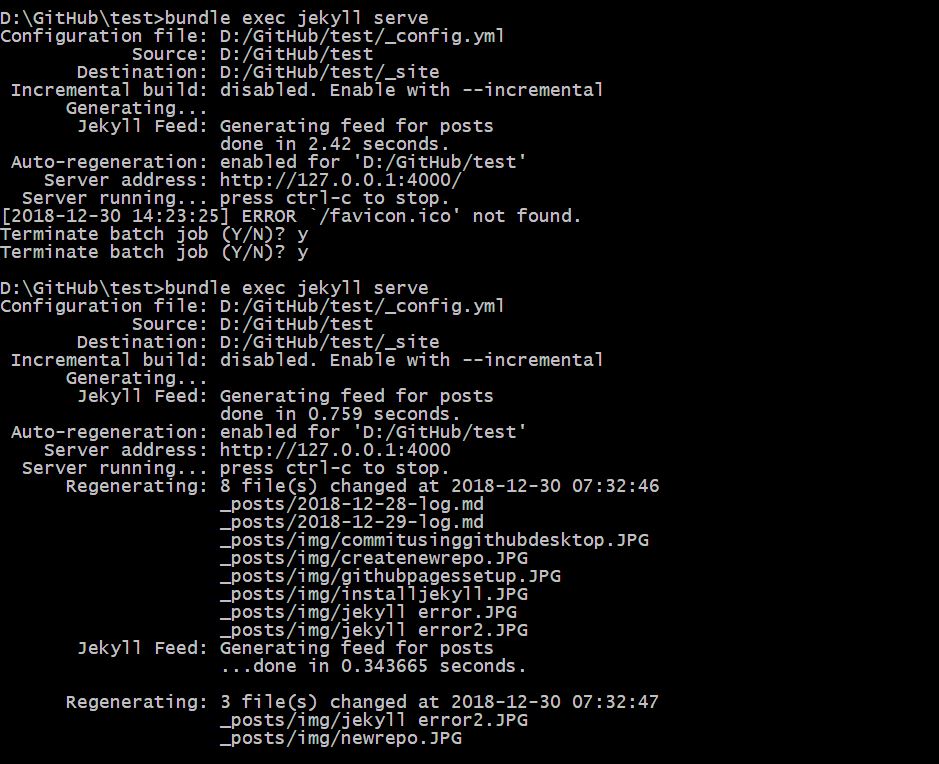 D:\GitHub\test>bundle exec jekyll serve
Configuration file: D:/GitHub/test/_config.yml
Source: D:/GitHub/test
Destination: D:/GitHub/test/_site
Incremental build: disabled. Enable with --incremental
Generating...
Jekyll Feed: Generating feed for posts
done in 2.42 seconds.
Auto-regeneration: enabled for 'D:/GitHub/test'
Server address: http://127.0.0.1:4000/
Server running... press ctrl-c to stop.
[2018-12-30 14:23:25] ERROR `/favicon.ico' not found.
Terminate batch job (Y/N)? y
Terminate batch job (Y/N)? y
D:\GitHub\test>bundle exec jekyll serve
Configuration file: D:/GitHub/test/_config.yml
Source: D:/GitHub/test
Destination: D:/GitHub/test/_site
Incremental build: disabled. Enable with --incremental
Generating...
Jekyll Feed: Generating feed for posts
done in 0.759 seconds.
Auto-regeneration: enabled for 'D:/GitHub/test'
Server address: http://127.0.0.1:4000
Server running... press ctrl-c to stop.
Regenerating: 8 file(s) changed at 2018-12-30 07:32:46
_posts/2018-12-28-log.md
_posts/2018-12-29-log.md
_posts/img/commitusinggithubdesktop.JPG
_posts/img/createnewrepo.JPG
_posts/img/githubpagessetup.JPG
_posts/img/installjekyll.JPG
_posts/img/jekyll error.JPG
_posts/img/jekyll error2.JPG
Jekyll Feed: Generating feed for posts
...done in 0.343665 seconds.
Regenerating: 3 file(s) changed at 2018-12-30 07:32:47
_posts/img/jekyll error2.JPG
_posts/img/newrepo.JPG